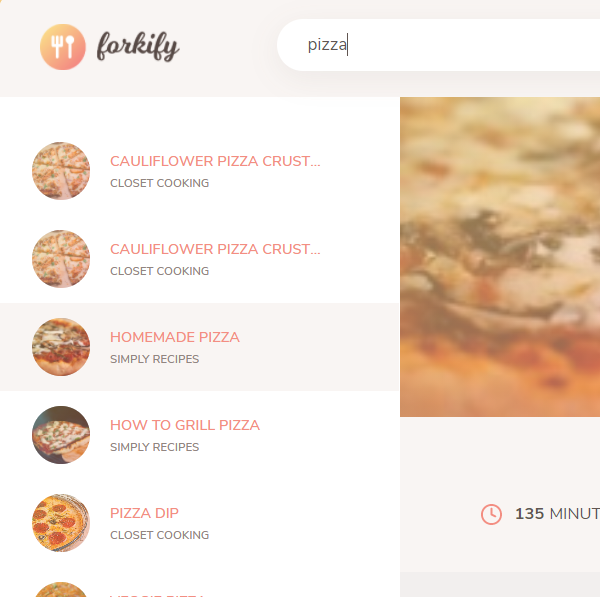 forkify
pizza
CAULIFLOWER PIZZA CRUST...
CLOSET COOKING
CAULIFLOWER PIZZA CRUST...
CLOSET COOKING
HOMEMADE PIZZA
SIMPLY RECIPES
HOW TO GRILL PIZZA
SIMPLY RECIPES
PIZZA DIP
CLOSET COOKING
135 MINUT